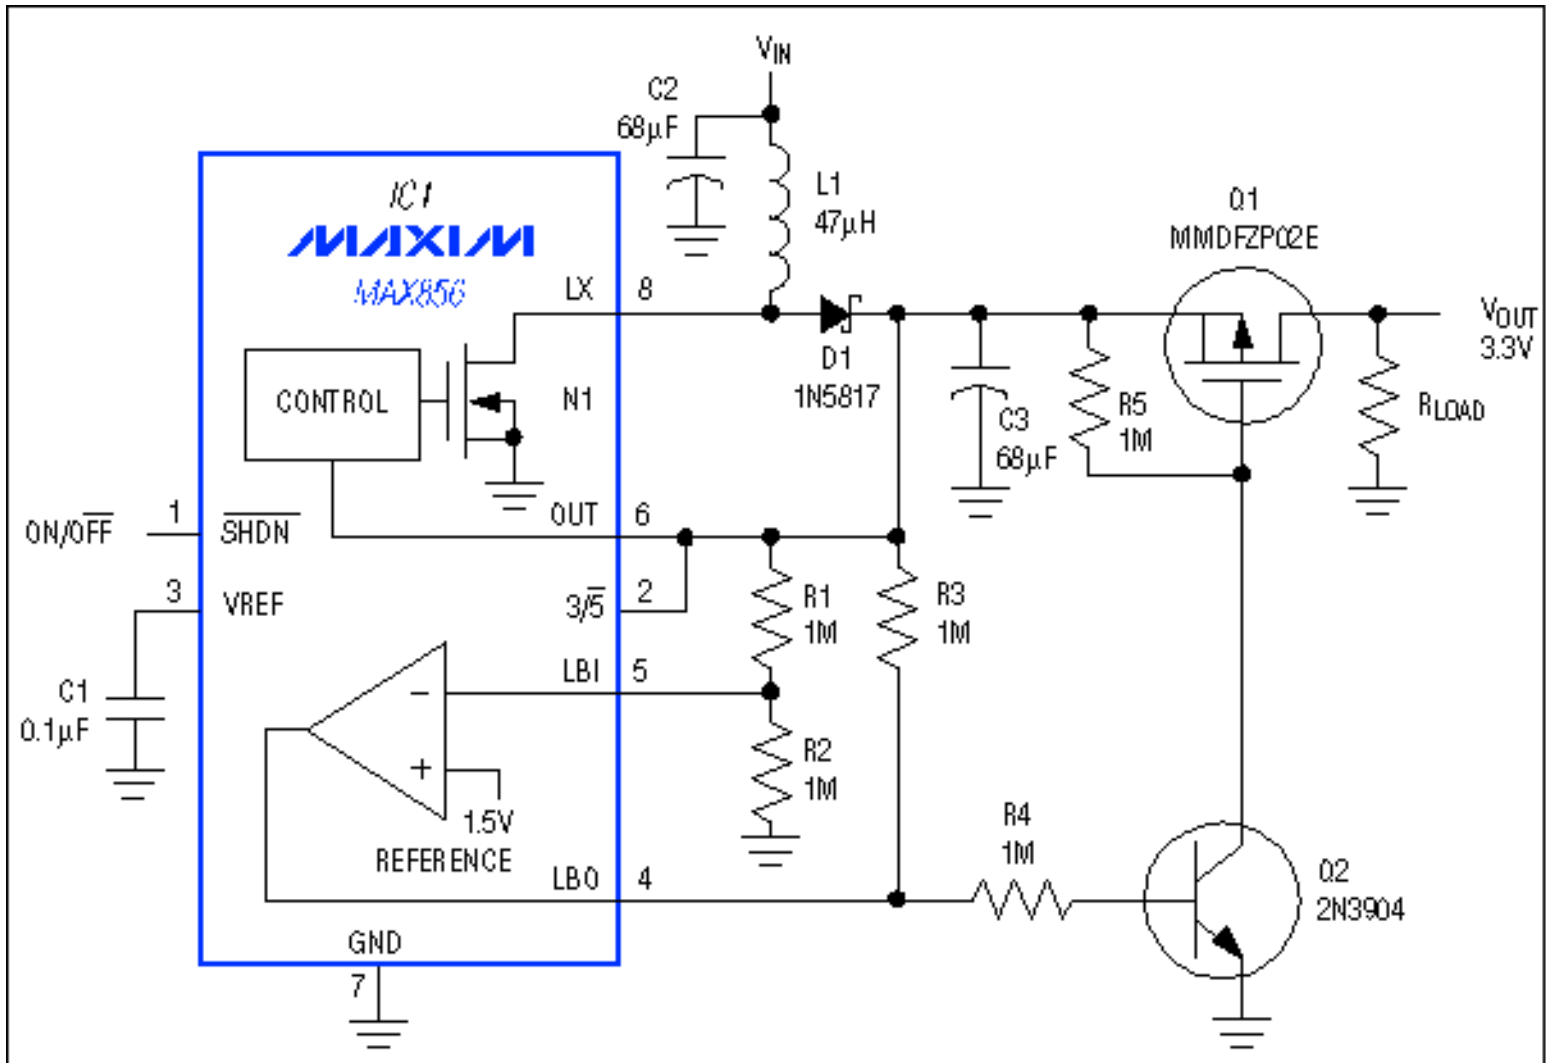 VIN
C2
68µF
L1
47µH
IC1
MAXIM
MAX856
LX
8
Q1
MMDFZP02E
VOUT
3.3V
D1
1N5817
CONTROL
N1
C3
68µF
R5
1M
RLOAD
ON/OFF
1
SHDN
OUT
6
3
VREF
3/5
2
R1
1M
R3
1M
C1
0.1µF
LBI
5
−
+
1.5V
REFERENCE
R2
1M
LBO
4
R4
1M
Q2
2N3904
GND
7